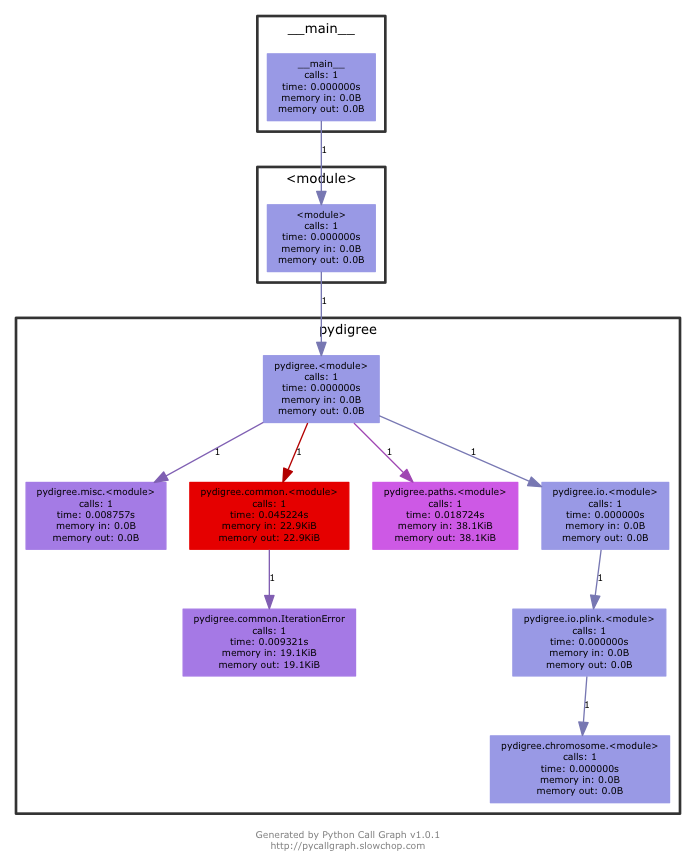 __main__
__main__
calls: 1
time: 0.000000s
memory in: 0.0B
memory out: 0.0B
1
<module>
<module>
calls: 1
time: 0.000000s
memory in: 0.0B
memory out: 0.0B
1
pydigree
pydigree.<module>
calls: 1
time: 0.000000s
memory in: 0.0B
memory out: 0.0B
1
1
1
1
pydigree.misc.<module>
calls: 1
time: 0.008757s
memory in: 0.0B
memory out: 0.0B
pydigree.common.<module>
calls: 1
time: 0.045224s
memory in: 22.9KiB
memory out: 22.9KiB
pydigree.paths.<module>
calls: 1
time: 0.018724s
memory in: 38.1KiB
memory out: 38.1KiB
pydigree.io.<module>
calls: 1
time: 0.000000s
memory in: 0.0B
memory out: 0.0B
1
1
pydigree.common.IterationError
calls: 1
time: 0.009321s
memory in: 19.1KiB
memory out: 19.1KiB
pydigree.io.plink.<module>
calls: 1
time: 0.000000s
memory in: 0.0B
memory out: 0.0B
1
pydigree.chromosome.<module>
calls: 1
time: 0.000000s
memory in: 0.0B
memory out: 0.0B
Generated by Python Call Graph v1.0.1
http://pycallgraph.slowchop.com